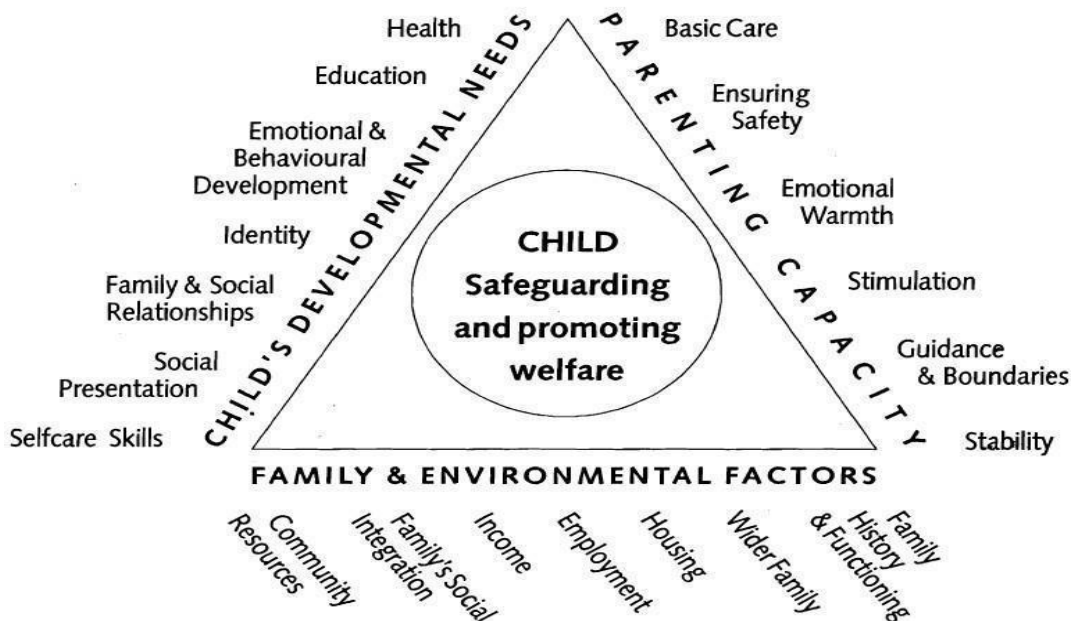 Health
Education
Emotional &
Behavioural
Development
Identity
Family & Social
Relationships
Social
Presentation
Selfcare Skills
CHILD'S DEVELOPMENTAL NEEDS
PARENTING CAPACITY
Basic Care
Ensuring
Safety
Emotional
Warmth
Stimulation
Guidance
& Boundaries
Stability
CHILD
Safeguarding
and promoting
welfare
FAMILY & ENVIRONMENTAL FACTORS
Community
Resources
Family's Social
Integration
Income
Employment
Housing
Wider Family
Family
History
& Functioning